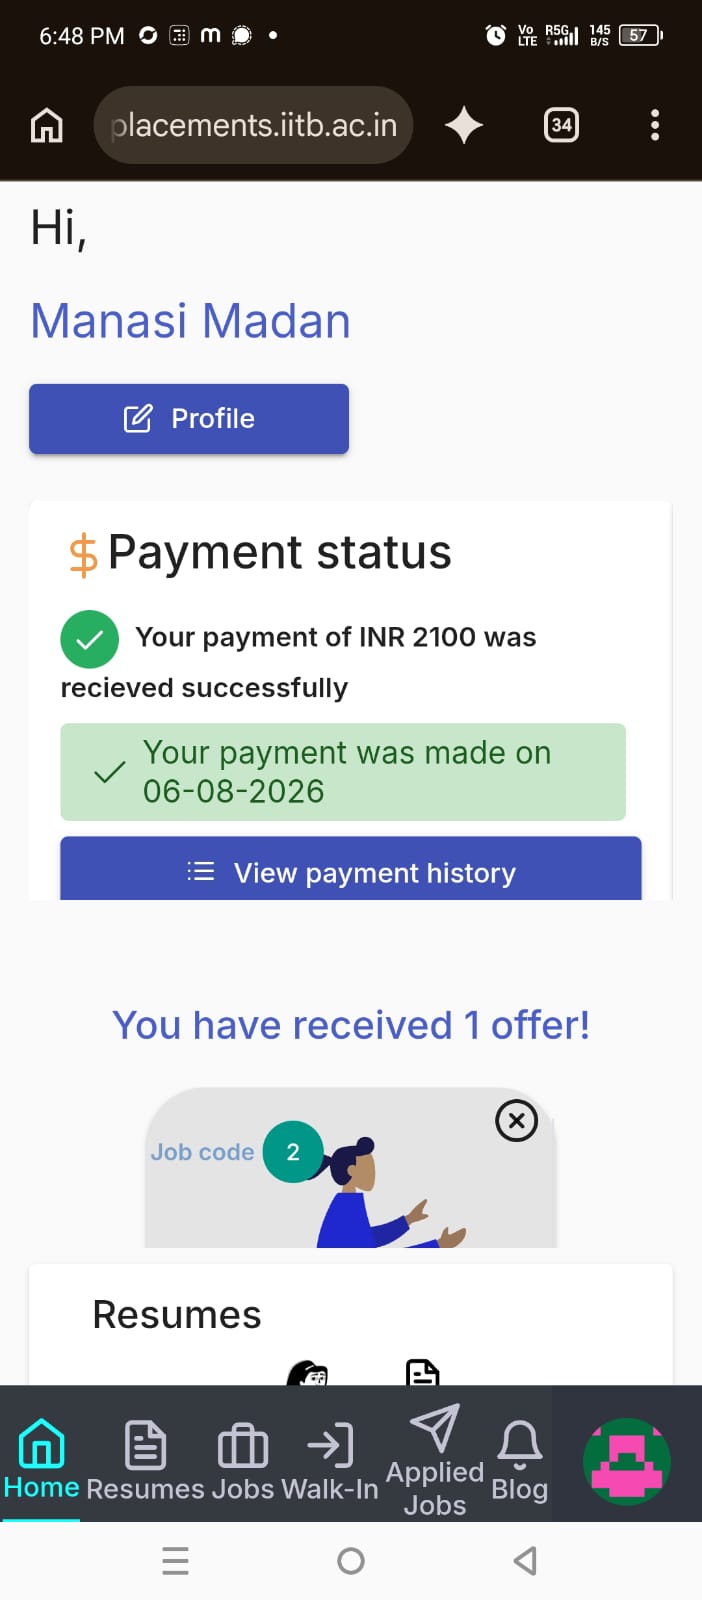 6:48 PM
Vo LTE R5G 145 B/S 57
placements.iitb.ac.in
34
Hi,
Manasi Madan
Profile
$ Payment status
Your payment of INR 2100 was
recieved successfully
Your payment was made on
06-08-2026
View payment history
You have received 1 offer!
Job code 2
Resumes
Home Resumes Jobs Walk-In Applied Jobs Blog